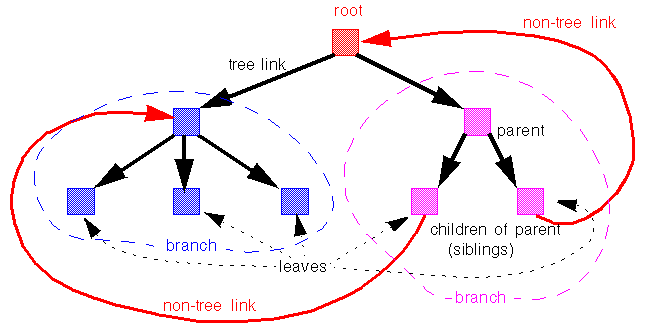 root
non-tree link
tree link
parent
children of parent
(siblings)
branch
leaves
branch
non-tree link